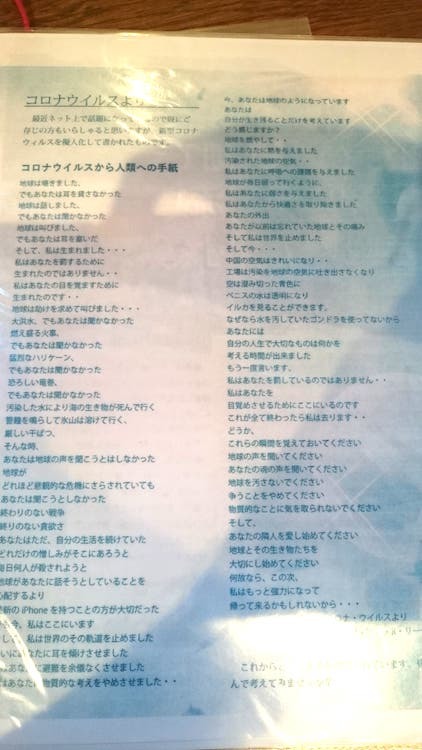 コロナウイルスより
最近ネット上で話題になっているので既にご
存じの方もいらしゃると思いますが、新型コロナ
ウィルスを擬人化して書かれたものです。
コロナウイルスから人類への手紙
地球は囁きました、
でもあなたは耳を貸さなかった
地球は話しました、
でもあなたは聞かなかった
地球は叫びました、
でもあなたは耳を塞いだ
そして、私は生まれました・・・
私はあなたを罰するために
生まれたのではありません・・
私はあなたの目を覚ますために
生まれたのです・・
地球は助けを求めて叫びました・・・
大洪水、でもあなたは聞かなかった
燃え盛る火事、
でもあなたは聞かなかった
猛烈なハリケーン、
でもあなたは聞かなかった
恐ろしい竜巻、
でもあなたは聞かなかった
汚染した水により海の生き物が死んで行く
警鐘を鳴らして氷山は溶けて行く、
厳しい干ばつ、
そんな時、
あなたは地球の声を聞こうとはしなかった
地球が
どれほど悲観的な危機にさらされていても
あなたは聞こうとしなかった
終わりのない戦争
終りのない貪欲さ
あなたはただ、自分の生活を続けていた
どれだけの憎しみがそこにあろうと
毎日何人が殺されようと
地球があなたに話そうとしていることを
心配するより
最新の iPhone を持つことの方が大切だった
今、私はここにいます
して、私は世界のその軌道を止めました
いにあなたに耳を傾けさせました
はあなたに避難を余儀なくさせました
はあなたに物質的な考えをやめさせました・・
今、あなたは地球のようになっています
あなたは
自分が生き残ることだけを考えています
どう感じますか？
地球を燃やして・・
私はあなたに熱を与えました
汚染された地球の空気・・
私はあなたに呼吸への課題を与えました
地球が毎日弱って行くように、
私はあなたに弱さを与えました
私はあなたから快適さを取り除きました
あなたの外出
あなたが以前は忘れていた地球とその痛み
そして私は世界を止めました
そして今・・・
中国の空気はきれいになり・・
工場は汚染を地球の空気に吐き出さなくなり
空は澄み切った青色に
ベニスの水は透明になり
イルカを見ることができます。
なぜなら水を汚していたゴンドラを使ってないから
あなたには
自分の人生で大切なものは何かを
考える時間が出来ました
もう一度言います、
私はあなたを罰しているのではありません・・
私はあなたを
目覚めさせるためにここにいるのです
これが全て終わったら私は去ります・・
どうか、
これらの瞬間を覚えておいてください
地球の声を聞いてください
あなたの魂の声を聞いてください
地球を汚さないでください
争うことをやめてください
物質的なことに気を取られないでください
そして、
あなたの隣人を愛し始めてください
地球とその生き物たちを
大切にし始めてください
何故なら、この次、
私はもっと強力になって
帰って来るかもしれないから・・・
ロナ・ウイルスより
これから
んで考えてみ